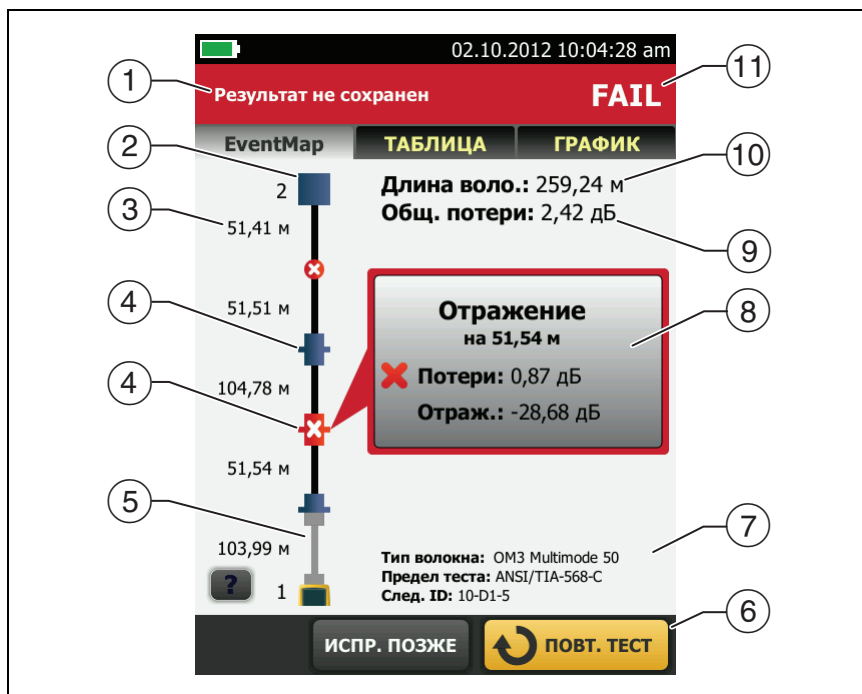 02.10.2012 10:04:28 am
1
Результат не сохранен
FAIL
11
EventMap
ТАБЛИЦА
ГРАФИК
2
2
Длина воло.: 259,24 м
10
3
51,41 м
Общ. потери: 2,42 дБ
9
4
51,51 м
Отражение
на 51,54 м
8
Потери: 0,87 дБ
Отраж.: -28,68 дБ
104,78 м
4
51,54 м
5
103,99 м
?
1
Тип волокна: OM3 Multimode 50
Предел теста: ANSI/TIA-568-C
След. ID: 10-D1-5
7
ИСПР. ПОЗЖЕ
ПОВТ. ТЕСТ
6